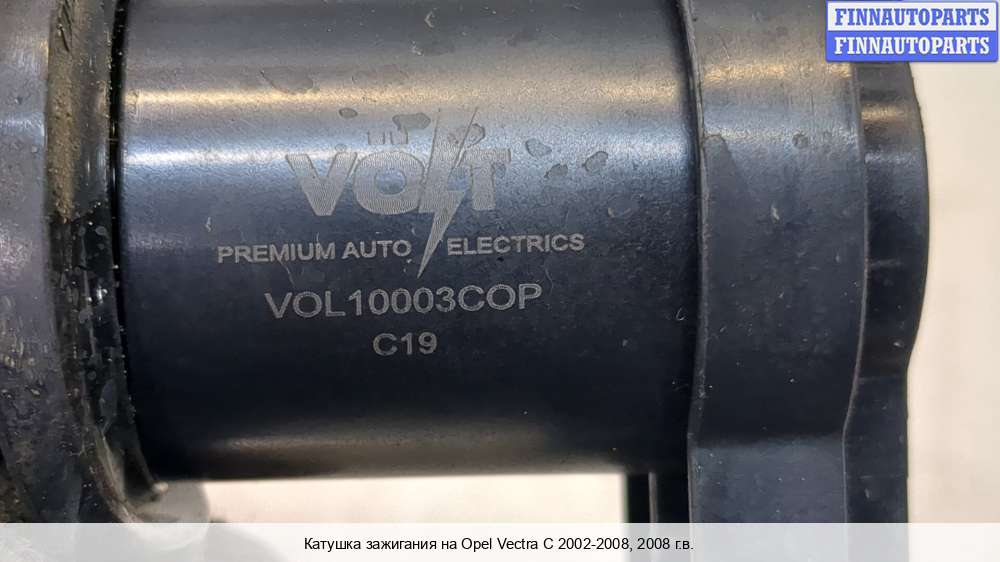 FINNAUTOPARTS
FINNAUTOPARTS
VOLT
PREMIUM AUTO ELECTRICS
VOL10003COP
C19
Катушка зажигания на Opel Vectra C 2002-2008, 2008 г.в.